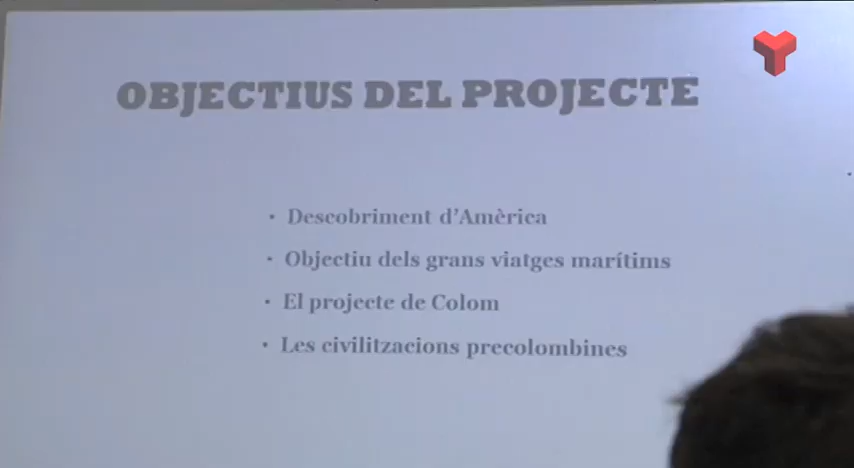 OBJECTIUS DEL PROJECTE
• Descobriment d'Amèrica
• Objectiu dels grans viatges marítims
• El projecte de Colom
• Les civilitzacions precolombines